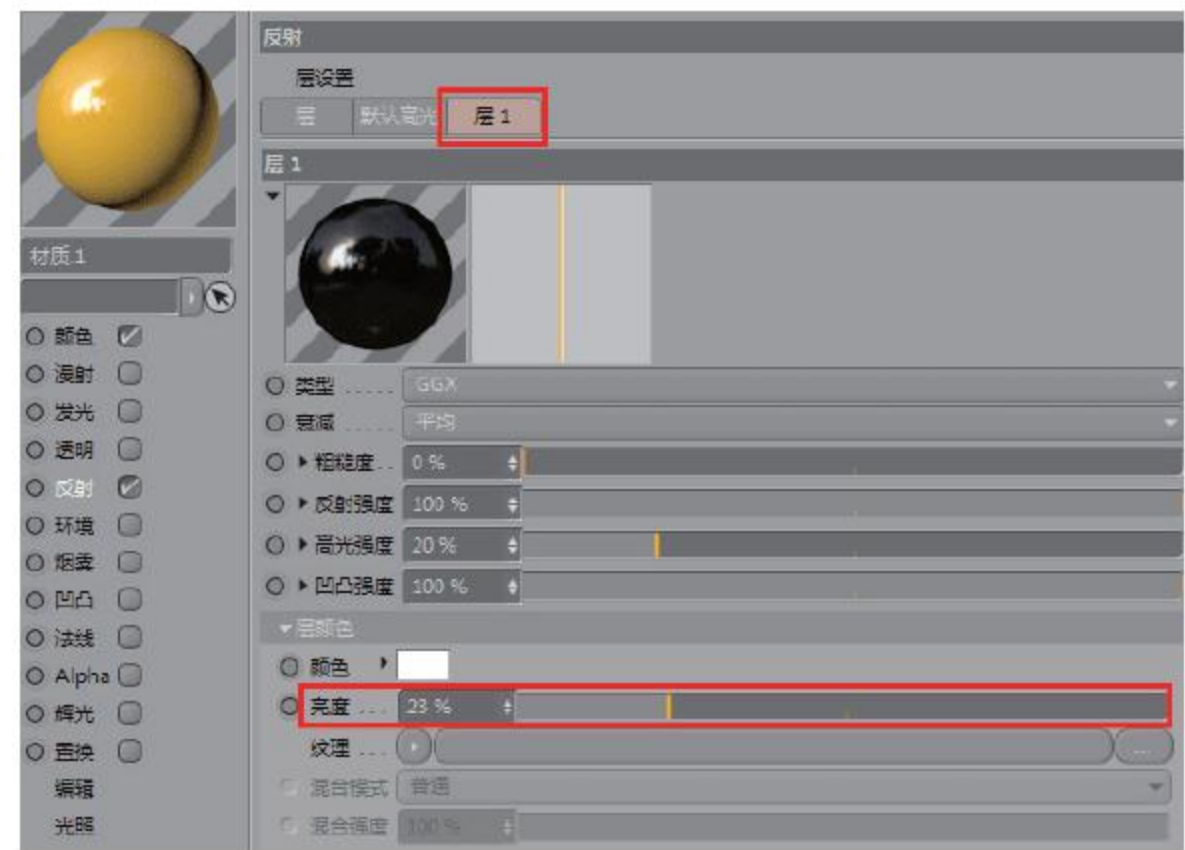 反射
层设置
层 默认高光 层 1
层 1
材质.1
颜色
漫射
发光
透明
反射
环境
烟雾
凹凸
法线
Alpha
辉光
置换
编辑
光照
类型 ..... GGX
衰减 ..... 平均
粗糙度 .. 0 %
反射强度 100 %
高光强度 20 %
凹凸强度 100 %
层颜色
颜色
亮度 ... 23 %
纹理 .... ...
混合模式 普通
混合强度 100 %